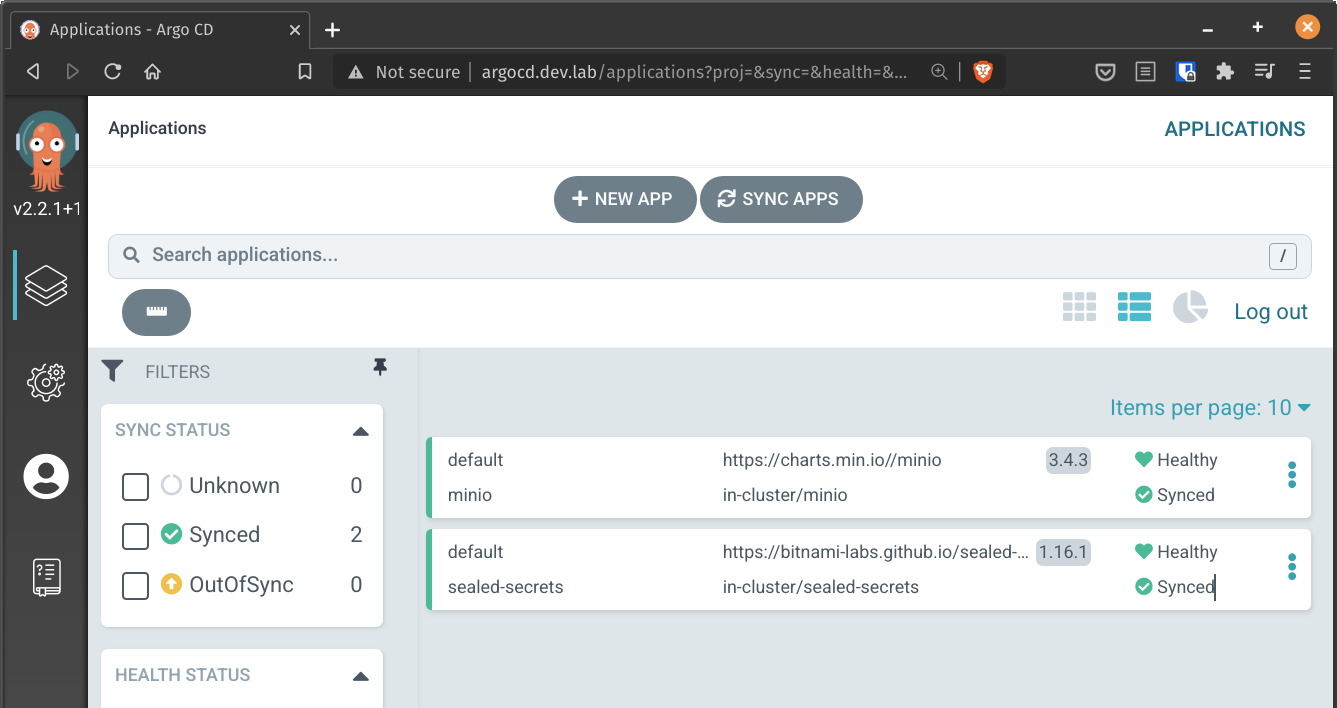 Applications - Argo CD
Not secure argocd.dev.lab/applications?proj=&sync=&health=&...
v2.2.1+1
Applications
APPLICATIONS
NEW APP
SYNC APPS
Search applications...
/
Log out
FILTERS
SYNC STATUS
Unknown 0
Synced 2
OutOfSync 0
HEALTH STATUS
Items per page: 10
default https://charts.min.io//minio 3.4.3 Healthy
minio in-cluster/minio Synced
default https://bitnami-labs.github.io/sealed-... 1.16.1 Healthy
sealed-secrets in-cluster/sealed-secrets Synced